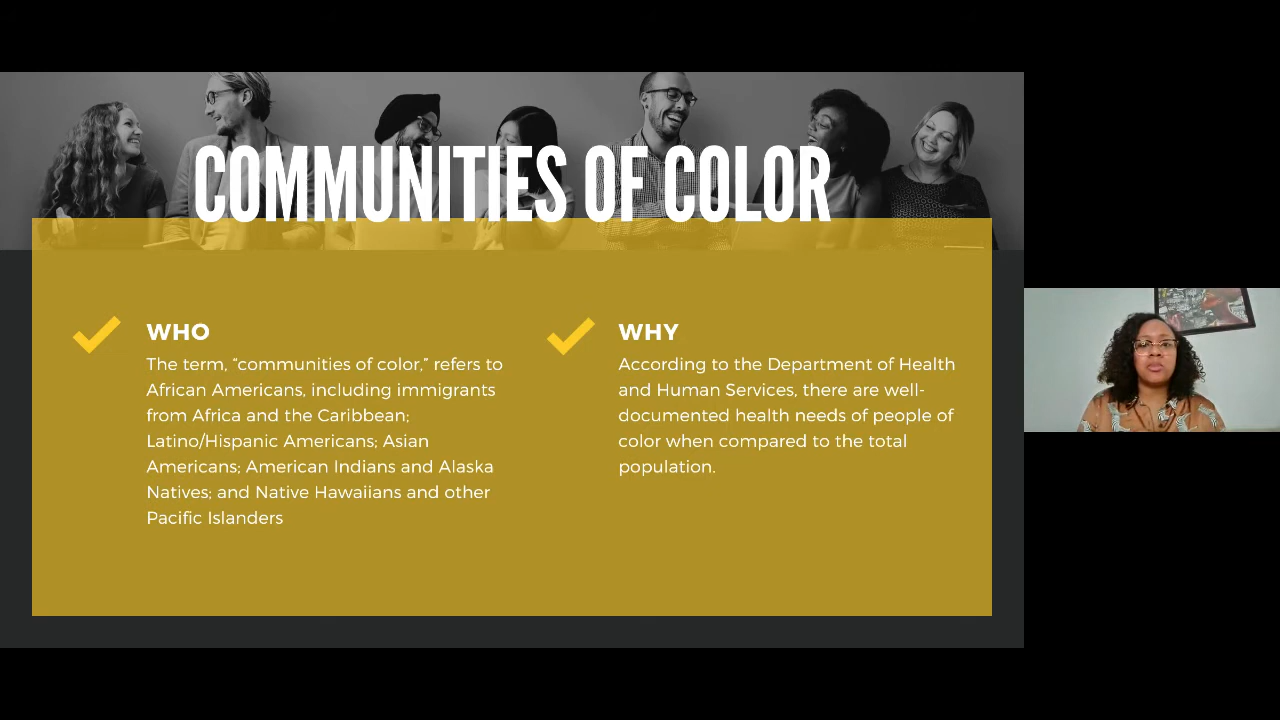 COMMUNITIES OF COLOR
WHO
The term, “communities of color,” refers to
African Americans, including immigrants
from Africa and the Caribbean;
Latino/Hispanic Americans; Asian
Americans; American Indians and Alaska
Natives; and Native Hawaiians and other
Pacific Islanders
WHY
According to the Department of Health
and Human Services, there are well-
documented health needs of people of
color when compared to the total
population.